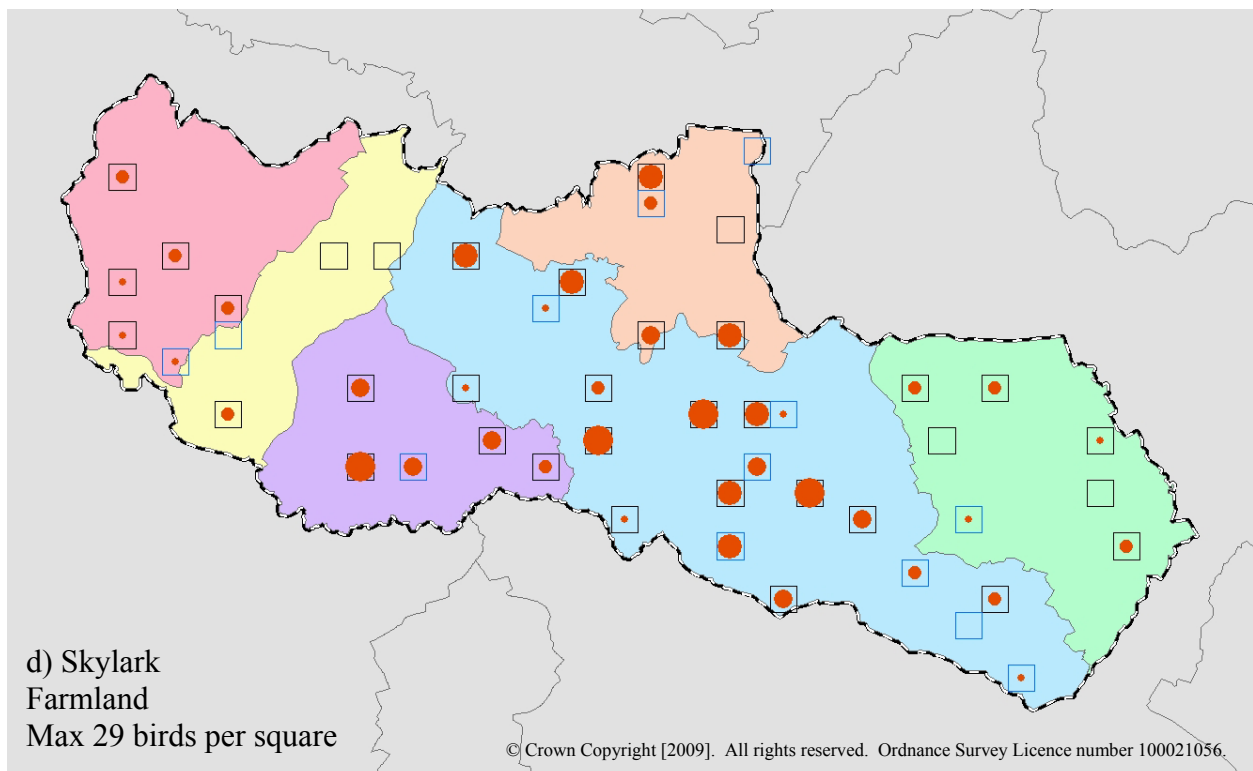 d) Skylark
Farmland
Max 29 birds per square
© Crown Copyright [2009]. All rights reserved. Ordnance Survey Licence number 100021056.